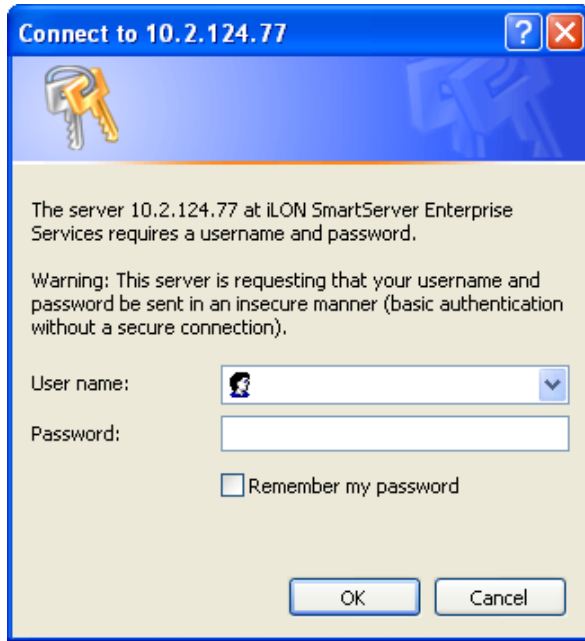 Connect to 10.2.124.77
?
The server 10.2.124.77 at iLON SmartServer Enterprise
Services requires a username and password.
Warning: This server is requesting that your username and
password be sent in an insecure manner (basic authentication
without a secure connection).
User name:
Password:
Remember my password
OK Cancel